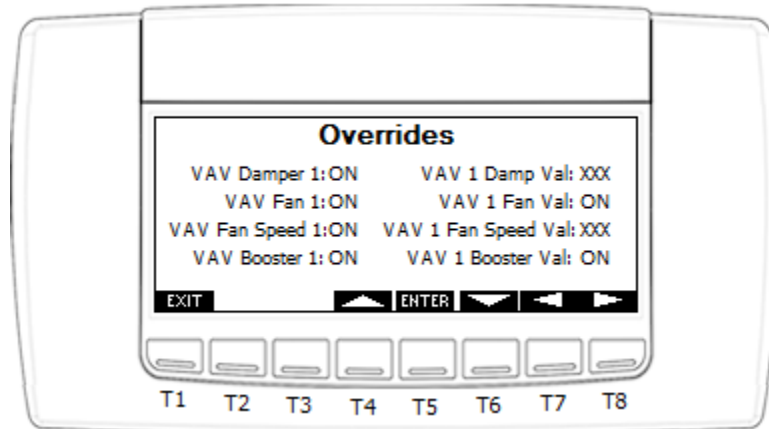 Overrides
VAV Damper 1: ON VAV 1 Damp Val: XXX
VAV Fan 1: ON VAV 1 Fan Val: ON
VAV Fan Speed 1:ON VAV 1 Fan Speed Val: XXX
VAV Booster 1: ON VAV 1 Booster Val: ON
EXIT ENTER
T1 T2 T3 T4 T5 T6 T7 T8